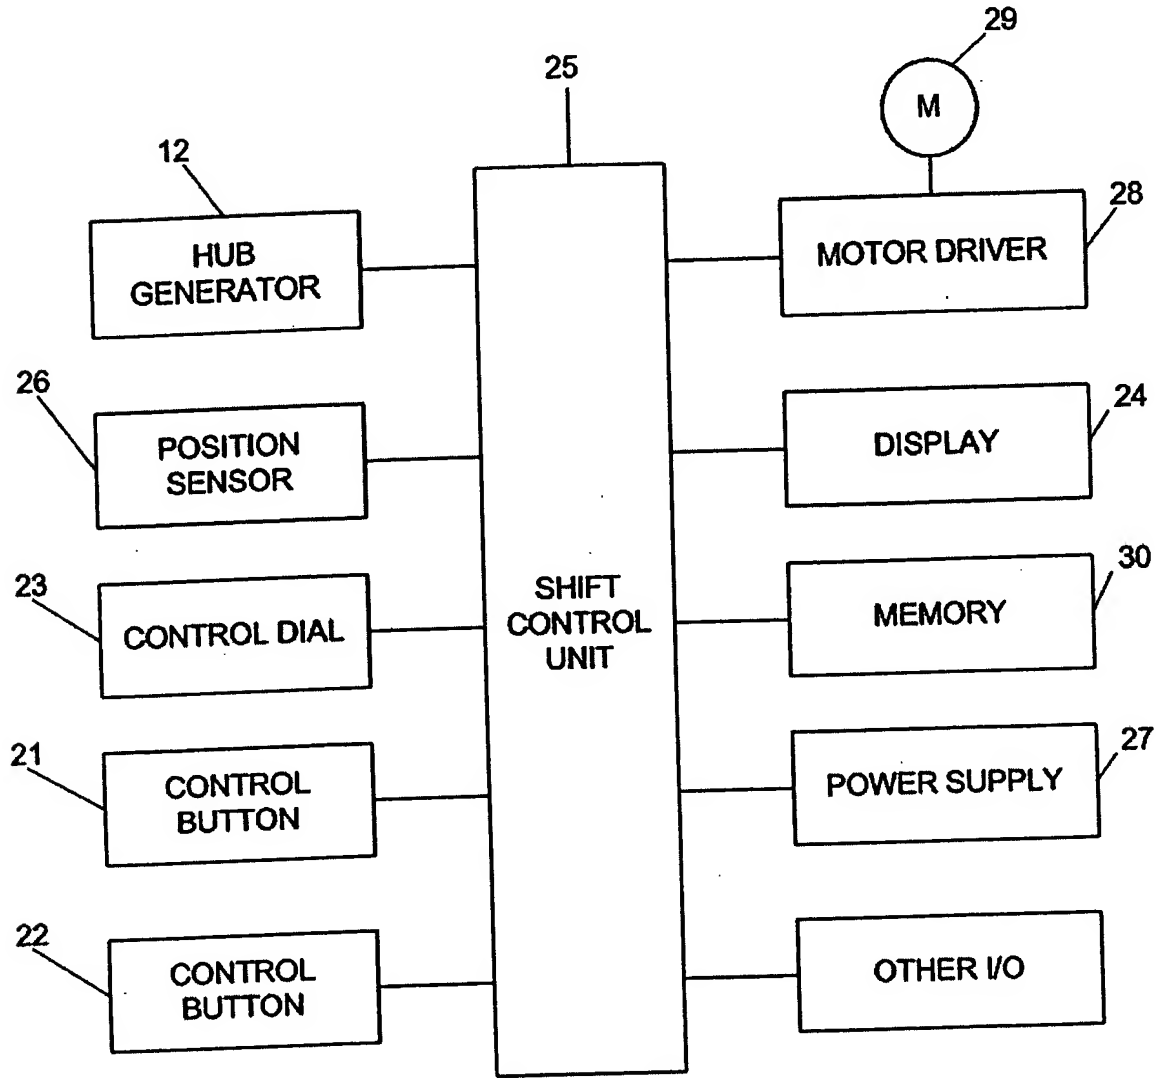 29
M
25
12
HUB
GENERATOR
28
MOTOR DRIVER
26
POSITION
SENSOR
24
DISPLAY
23
CONTROL DIAL
SHIFT
CONTROL
UNIT
30
MEMORY
21
CONTROL
BUTTON
27
POWER SUPPLY
22
CONTROL
BUTTON
OTHER I/O